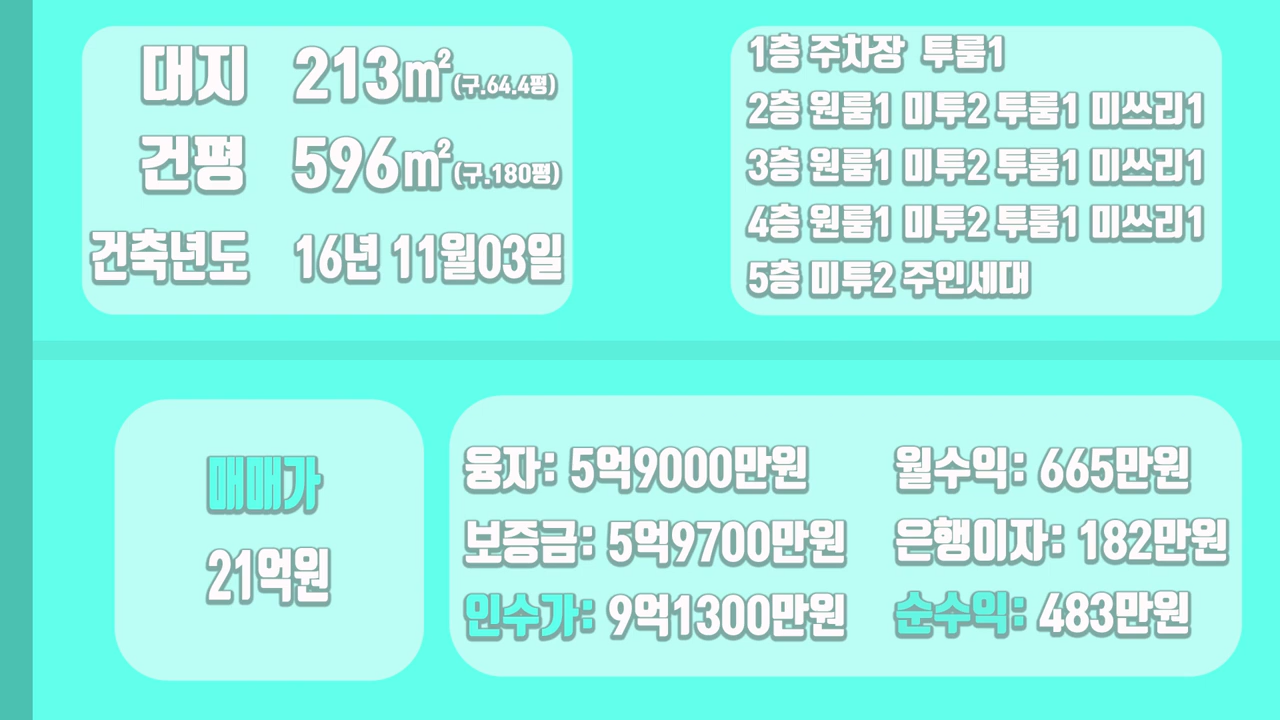 대지 213㎡(구.64.4평)
건평 596㎡(구.180평)
건축년도 16년 11월03일
1층 주차장 투룸1
2층 원룸1 미투2 투룸1 미쓰리1
3층 원룸1 미투2 투룸1 미쓰리1
4층 원룸1 미투2 투룸1 미쓰리1
5층 미투2 주인세대
매매가
21억원
융자: 5억9000만원
보증금: 5억9700만원
인수가: 9억1300만원
월수익: 665만원
은행이자: 182만원
순수익: 483만원